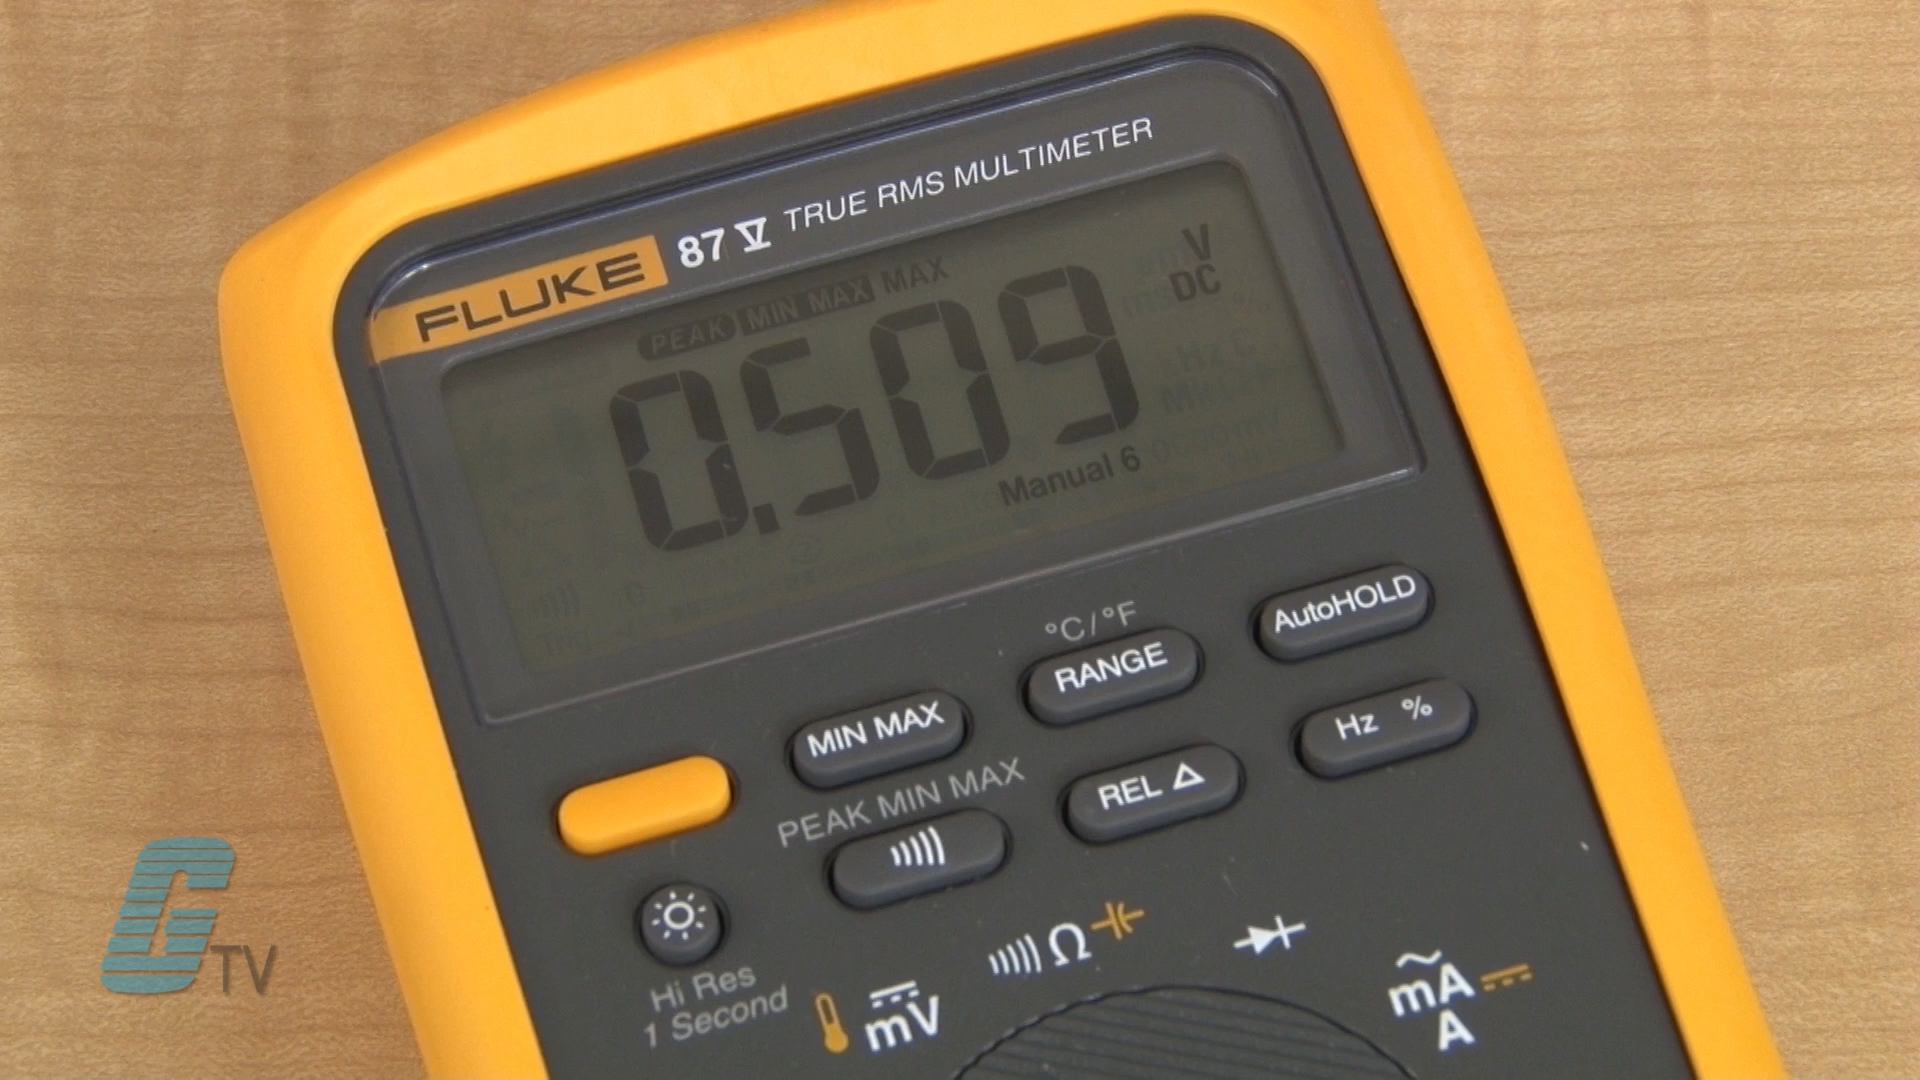 FLUKE 87 V TRUE RMS MULTIMETER
PEAK MIN MAX MAX
V
DC
0.509
Manual 6
AutoHOLD
°C/°F
RANGE
MIN MAX
Hz %
PEAK MIN MAX
REL Δ
Hi Res
1 Second
mV
Ω
mA
A
GTV